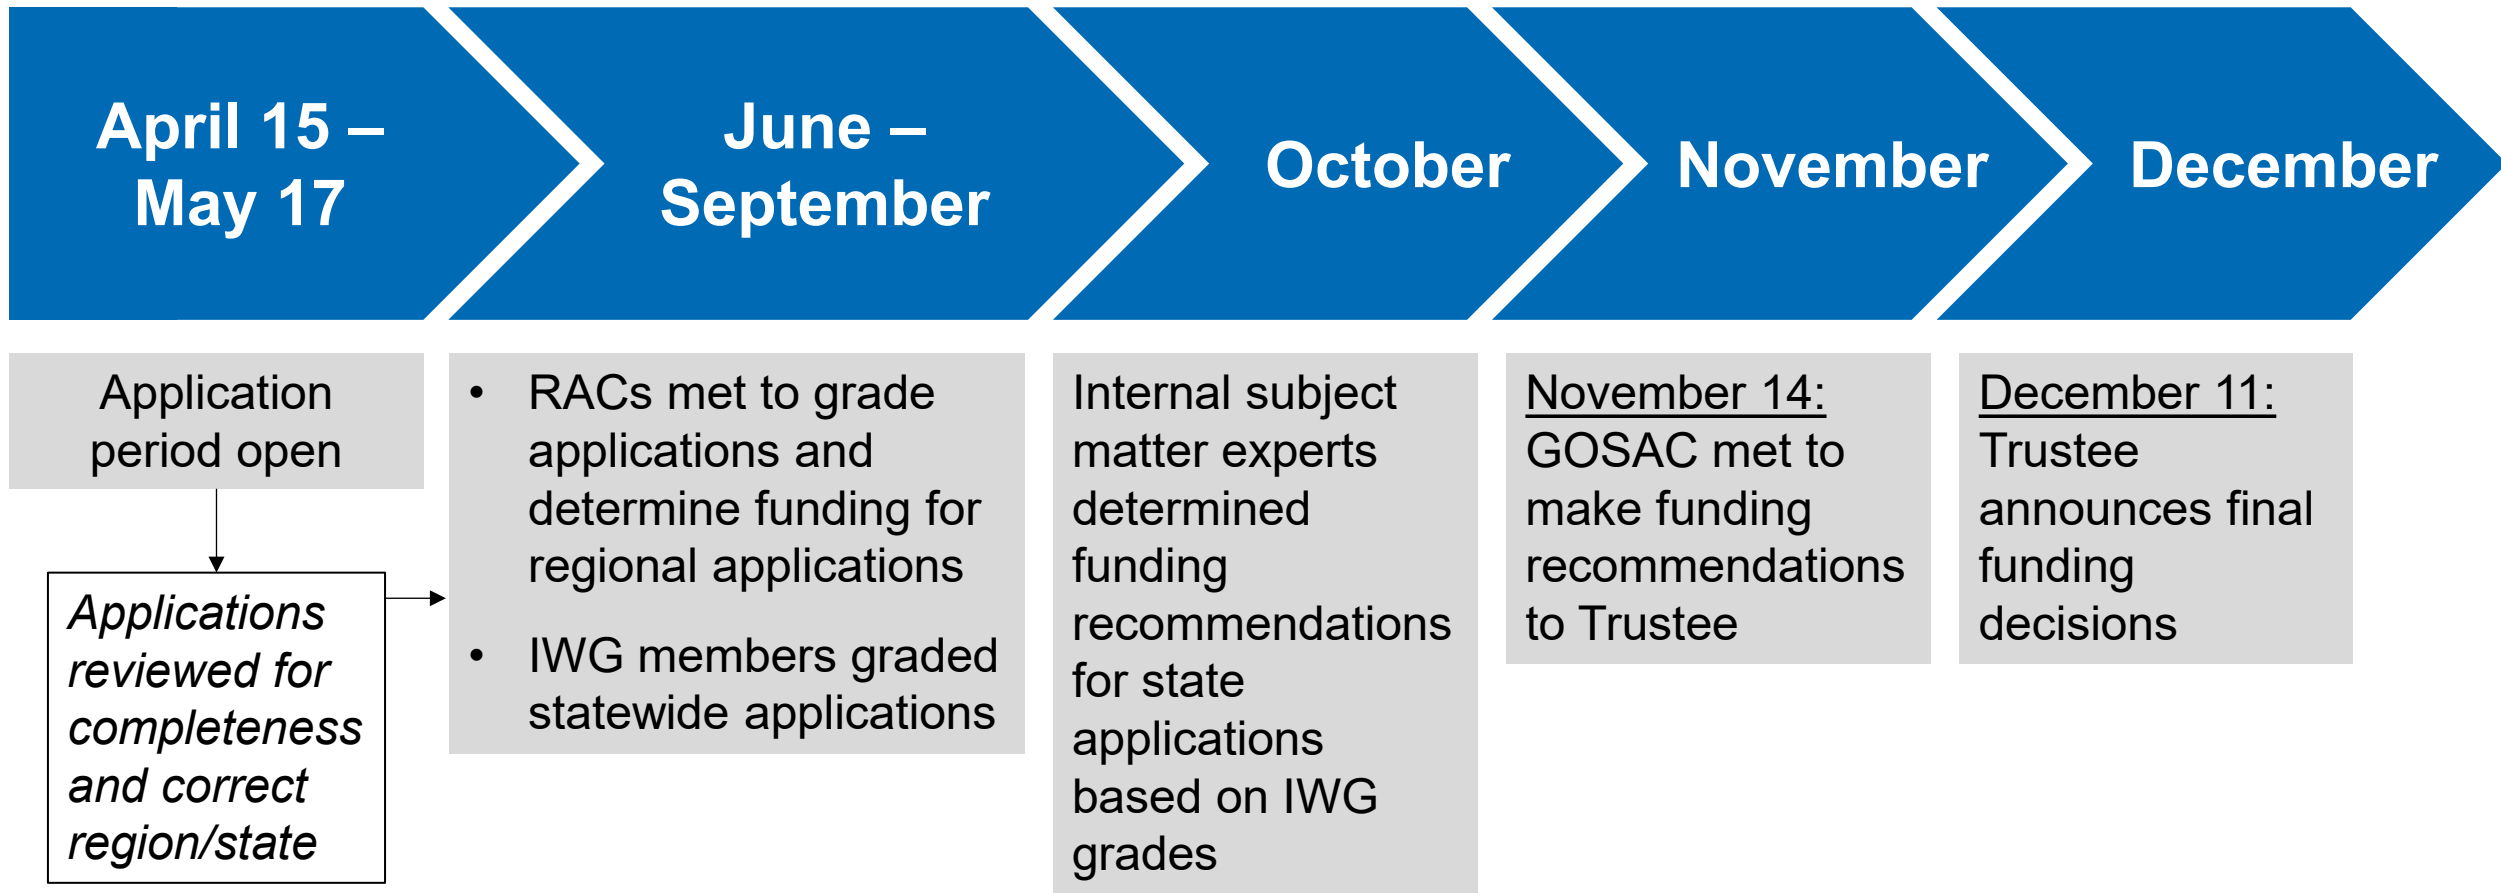 April 15 –
May 17
June –
September
October
November
December
Application
period open
Applications
reviewed for
completeness
and correct
region/state
• RACs met to grade
applications and
determine funding for
regional applications
• IWG members graded
statewide applications
Internal subject
matter experts
determined
funding
recommendations
for state
applications
based on IWG
grades
November 14:
GOSAC met to
make funding
recommendations
to Trustee
December 11:
Trustee
announces final
funding
decisions